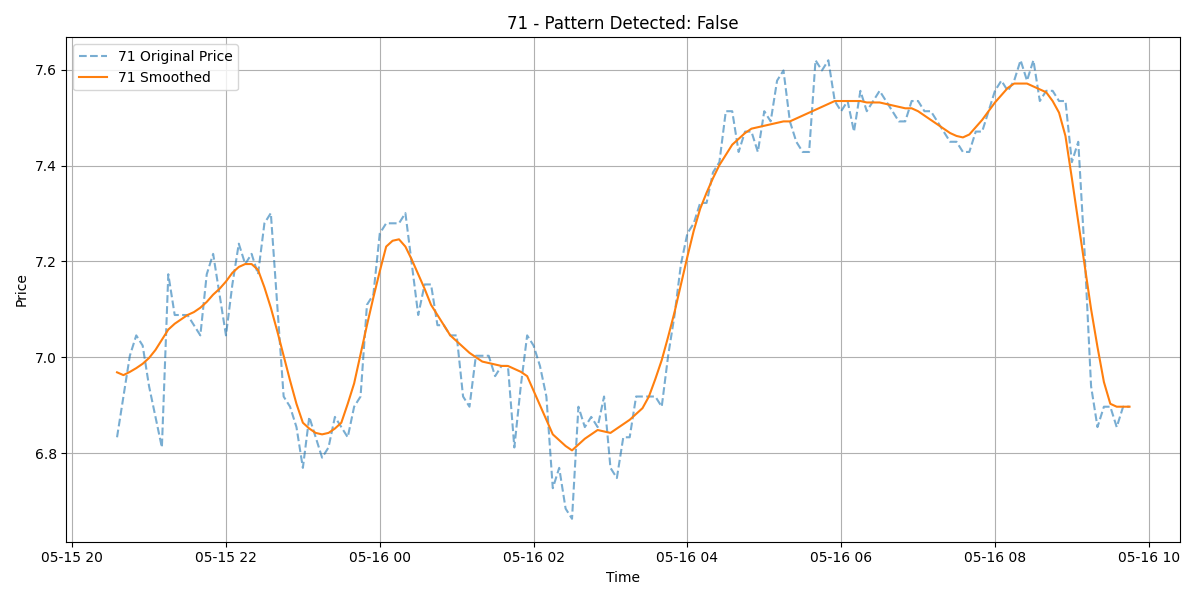 71 - Pattern Detected: False
71 Original Price
71 Smoothed
Price
7.6
7.4
7.2
7.0
6.8
05-15 20 05-15 22 05-16 00 05-16 02 05-16 04 05-16 06 05-16 08 05-16 10
Time